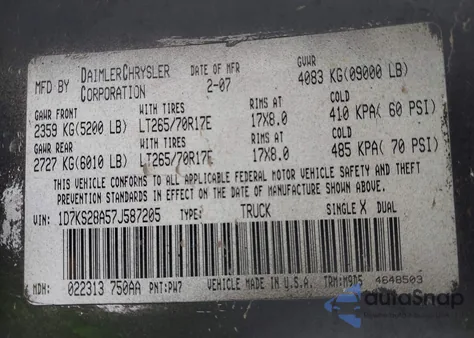 MFD BY DAIMLERCHRYSLER CORPORATION DATE OF MFR 2-07 GVWR 4083 KG(09000 LB)
GAWR FRONT WITH TIRES RIMS AT COLD
2359 KG(5200 LB) LT265/70R17E 17X8.0 410 KPA( 60 PSI)
GAWR REAR WITH TIRES RIMS AT COLD
2727 KG(6010 LB) LT265/70R17E 17X8.0 485 KPA( 70 PSI)
THIS VEHICLE CONFORMS TO ALL APPLICABLE FEDERAL MOTOR VEHICLE SAFETY AND THEFT
PREVENTION STANDARDS IN EFFECT ON THE DATE OF MANUFACTURE SHOWN ABOVE.
VIN: 1D7KS28A57J587205 TYPE: TRUCK SINGLE X DUAL
MDH: 022313 750AA PNT:PW7 VEHICLE MADE IN U.S.A. TRM:M9D5 4648503
autoSnap